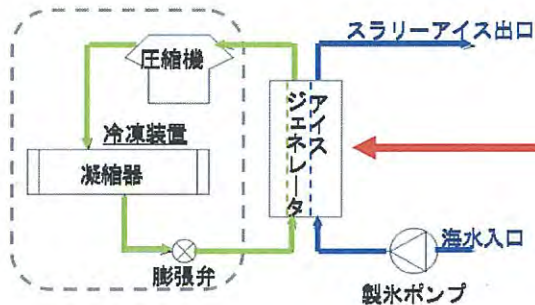 スラリーアイス出口
圧縮機
アイス
ジェネレータ
冷凍装置
凝縮器
膨張弁
海水入口
製氷ポンプ